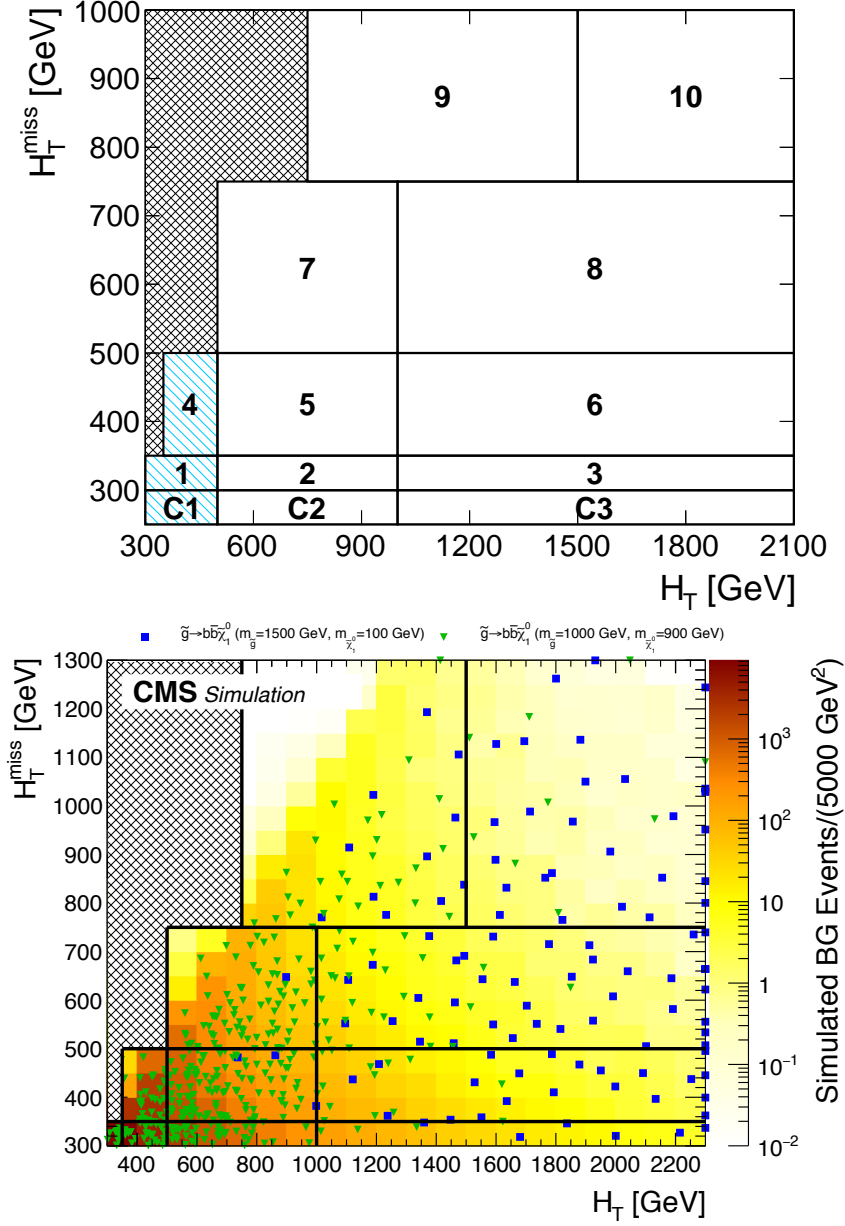 H_T^miss [GeV]
1000
900
800
700
600
500
400
300
9 10
7 8
4 5 6
1 2 3
C1 C2 C3
300 600 900 1200 1500 1800 2100
H_T [GeV]
g̃→bb̄χ̃₁⁰ (m_g̃=1500 GeV, m_χ̃₁⁰=100 GeV) g̃→bb̄χ̃₁⁰ (m_g̃=1000 GeV, m_χ̃₁⁰=900 GeV)
CMS Simulation
H_T^miss [GeV]
1300
1200
1100
1000
900
800
700
600
500
400
300
400 600 800 1000 1200 1400 1600 1800 2000 2200
H_T [GeV]
10³
10²
10
1
10⁻¹
10⁻²
Simulated BG Events/(5000 GeV²)